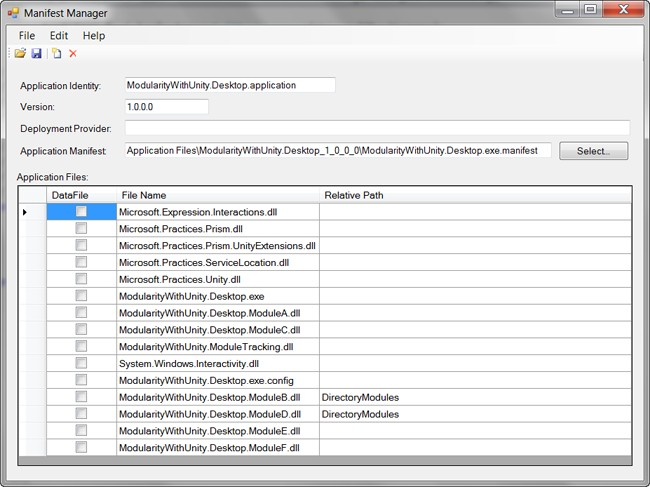 Manifest Manager
File Edit Help
Application Identity: ModularityWithUnity.Desktop.application
Version: 1.0.0.0
Deployment Provider:
Application Manifest: Application Files\ModularityWithUnity.Desktop_1_0_0_0\ModularityWithUnity.Desktop.exe.manifest Select...
Application Files:
DataFile File Name Relative Path
Microsoft.Expression.Interactions.dll
Microsoft.Practices.Prism.dll
Microsoft.Practices.Prism.UnityExtensions.dll
Microsoft.Practices.ServiceLocation.dll
Microsoft.Practices.Unity.dll
ModularityWithUnity.Desktop.exe
ModularityWithUnity.Desktop.ModuleA.dll
ModularityWithUnity.Desktop.ModuleC.dll
ModularityWithUnity.ModuleTracking.dll
System.Windows.Interactivity.dll
ModularityWithUnity.Desktop.exe.config
ModularityWithUnity.Desktop.ModuleB.dll DirectoryModules
ModularityWithUnity.Desktop.ModuleD.dll DirectoryModules
ModularityWithUnity.Desktop.ModuleE.dll
ModularityWithUnity.Desktop.ModuleF.dll